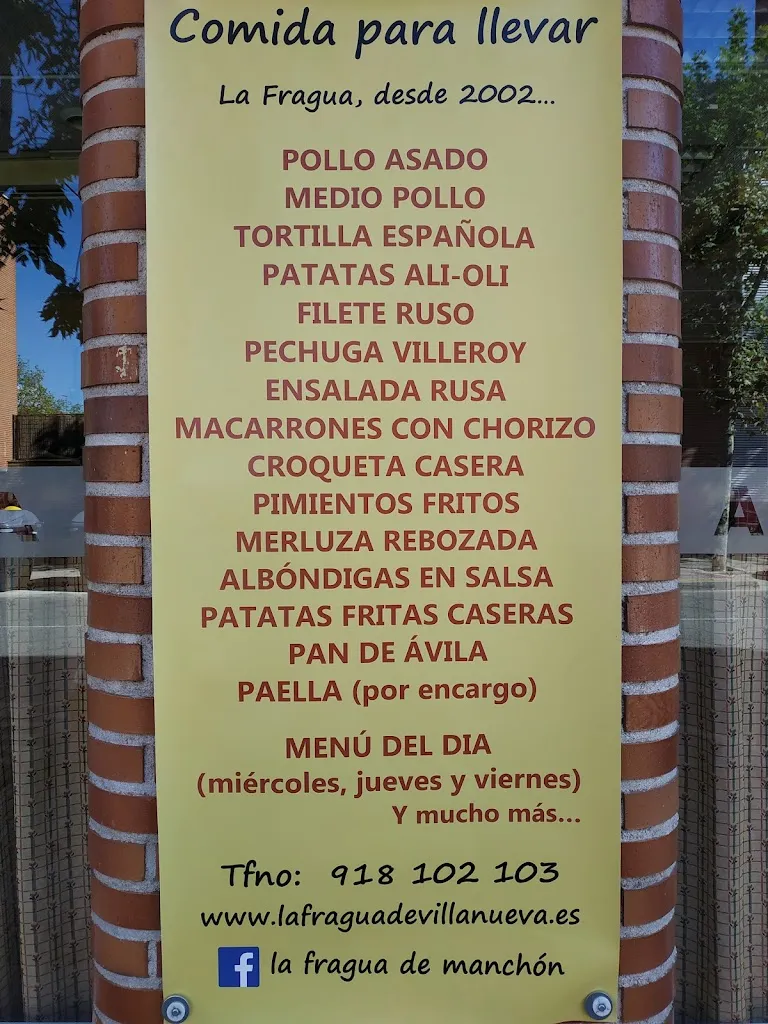 Comida para llevar
La Fragua, desde 2002...
POLLO ASADO
MEDIO POLLO
TORTILLA ESPAÑOLA
PATATAS ALI-OLI
FILETE RUSO
PECHUGA VILLEROY
ENSALADA RUSA
MACARRONES CON CHORIZO
CROQUETA CASERA
PIMIENTOS FRITOS
MERLUZA REBOZADA
ALBÓNDIGAS EN SALSA
PATATAS FRITAS CASERAS
PAN DE ÁVILA
PAELLA (por encargo)
MENÚ DEL DIA
(miércoles, jueves y viernes)
Y mucho más...
Tfno: 918 102 103
www.lafraguadevillanueva.es
f la fragua de manchón
A